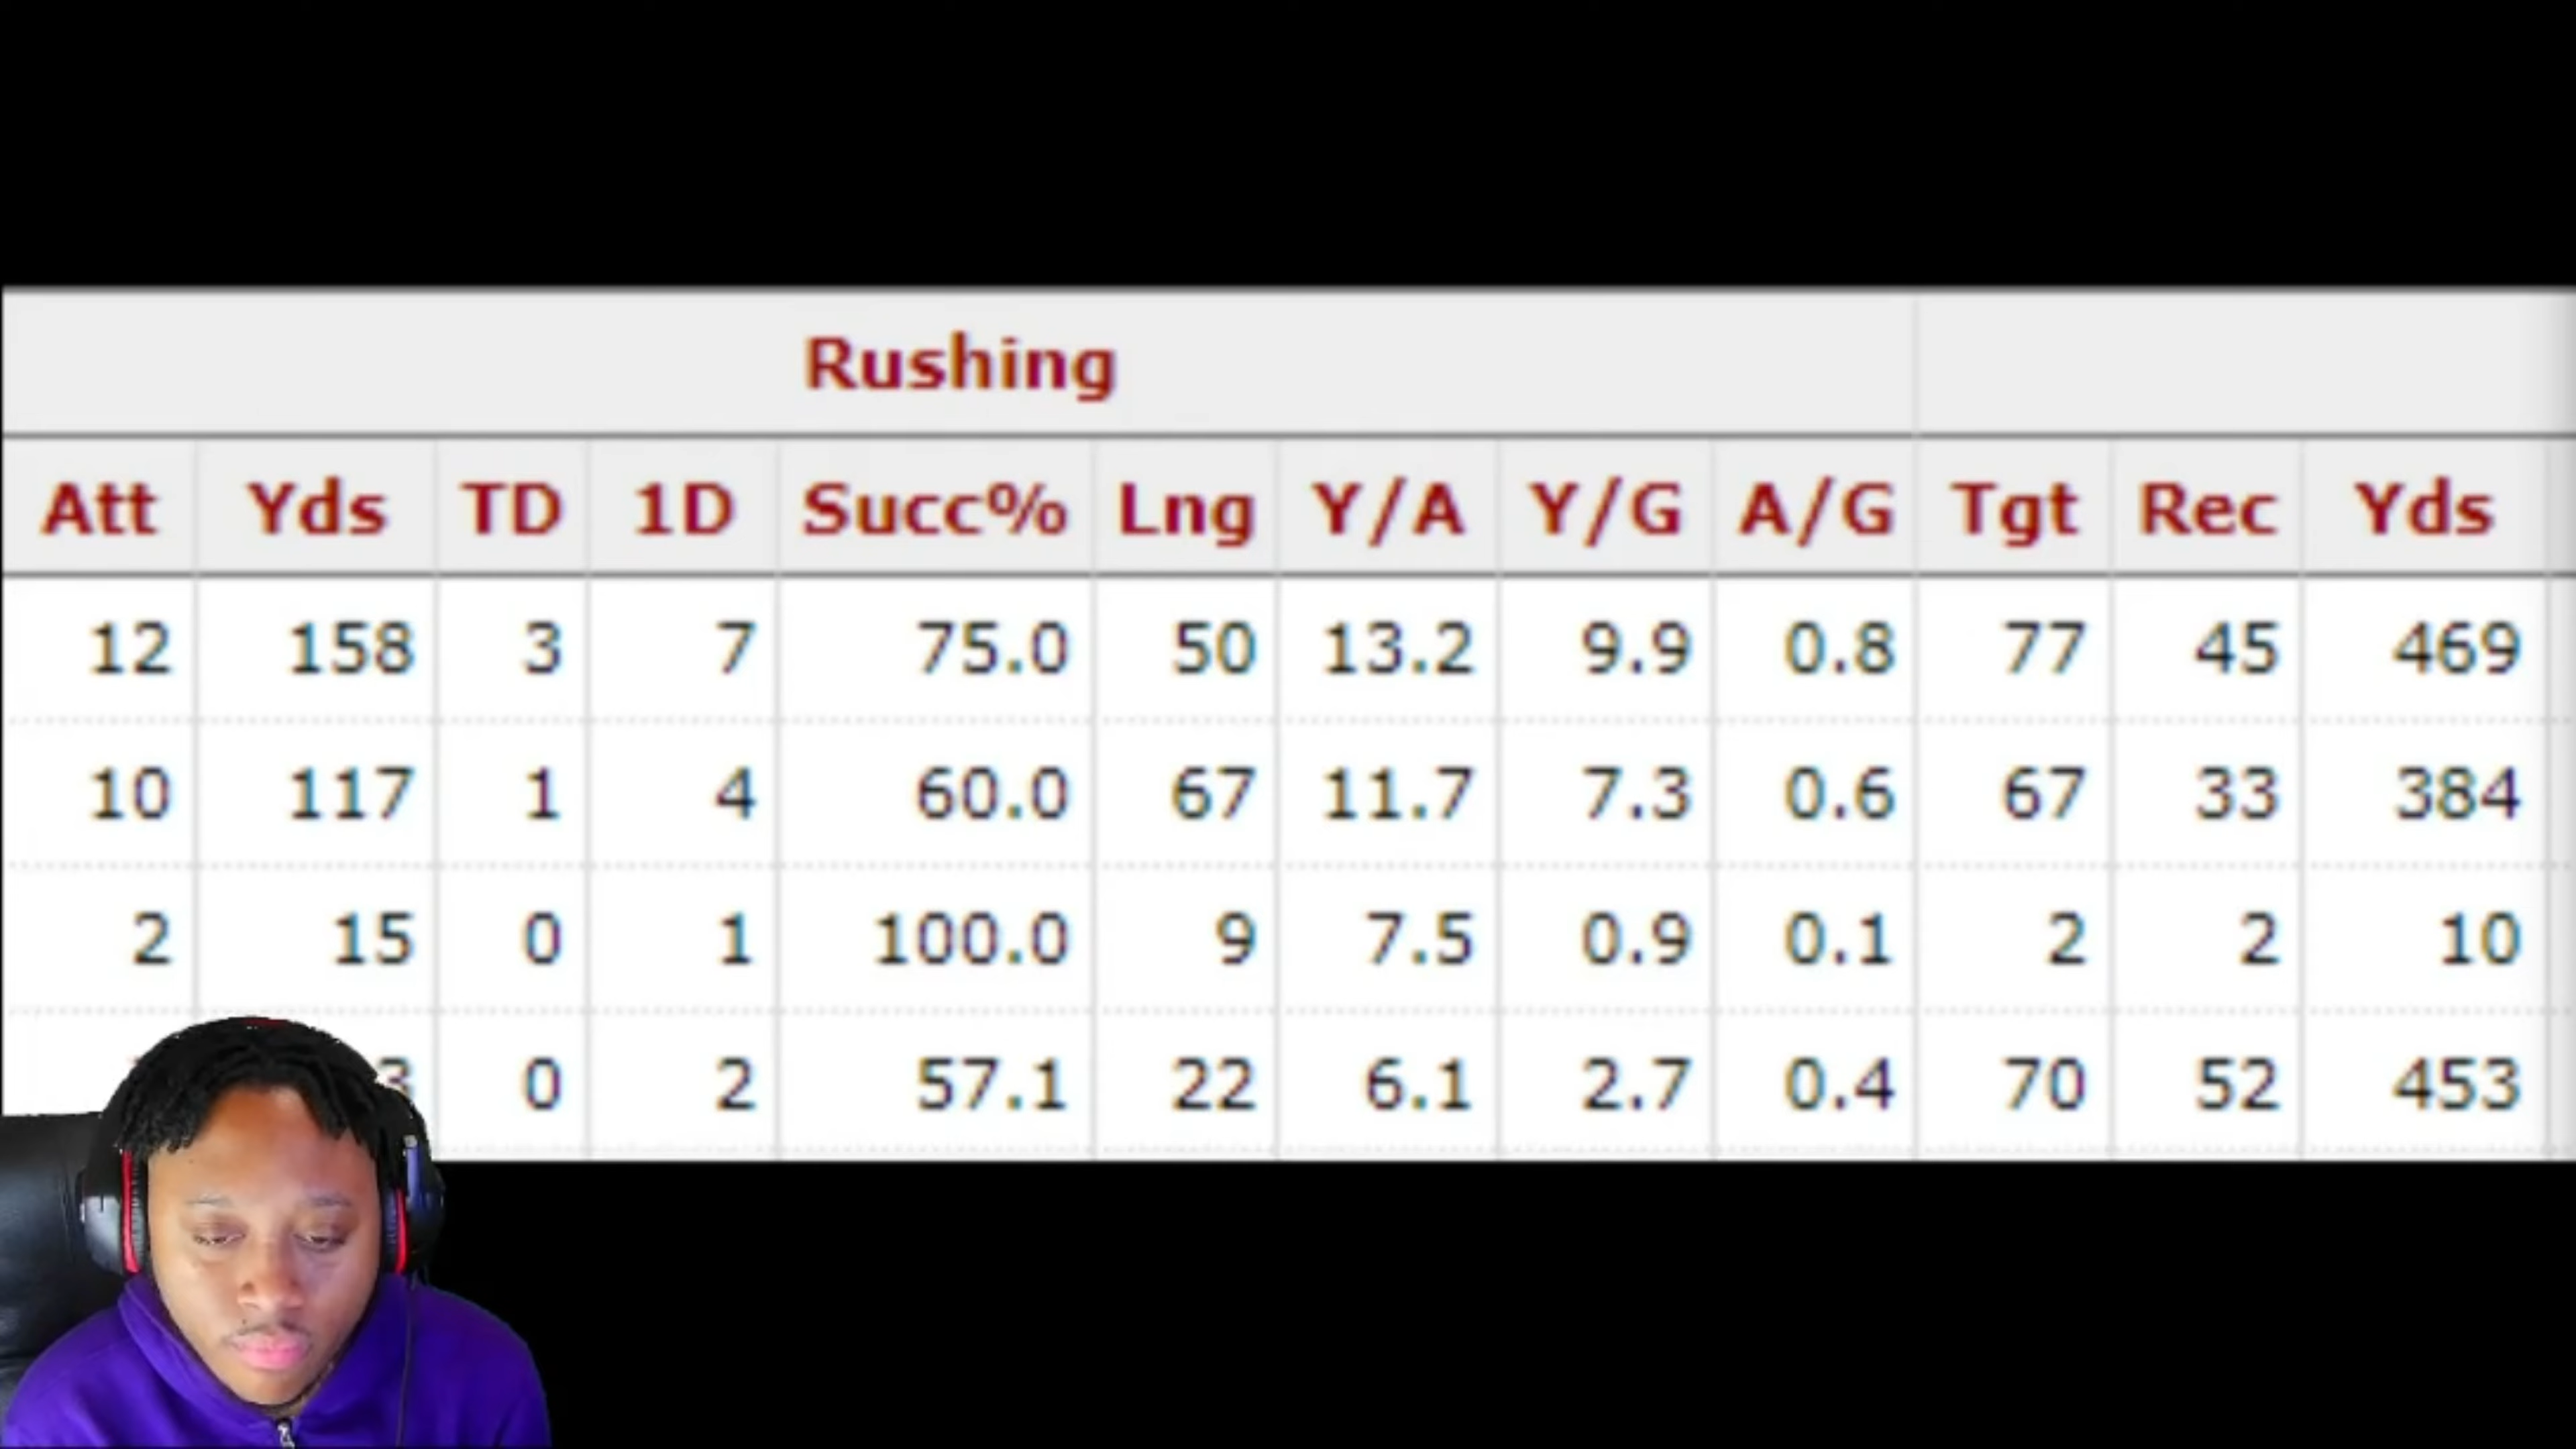 Rushing
Att Yds TD 1D Succ% Lng Y/A Y/G A/G Tgt Rec Yds
12 158 3 7 75.0 50 13.2 9.9 0.8 77 45 469
10 117 1 4 60.0 67 11.7 7.3 0.6 67 33 384
2 15 0 1 100.0 9 7.5 0.9 0.1 2 2 10
0 2 57.1 22 6.1 2.7 0.4 70 52 453